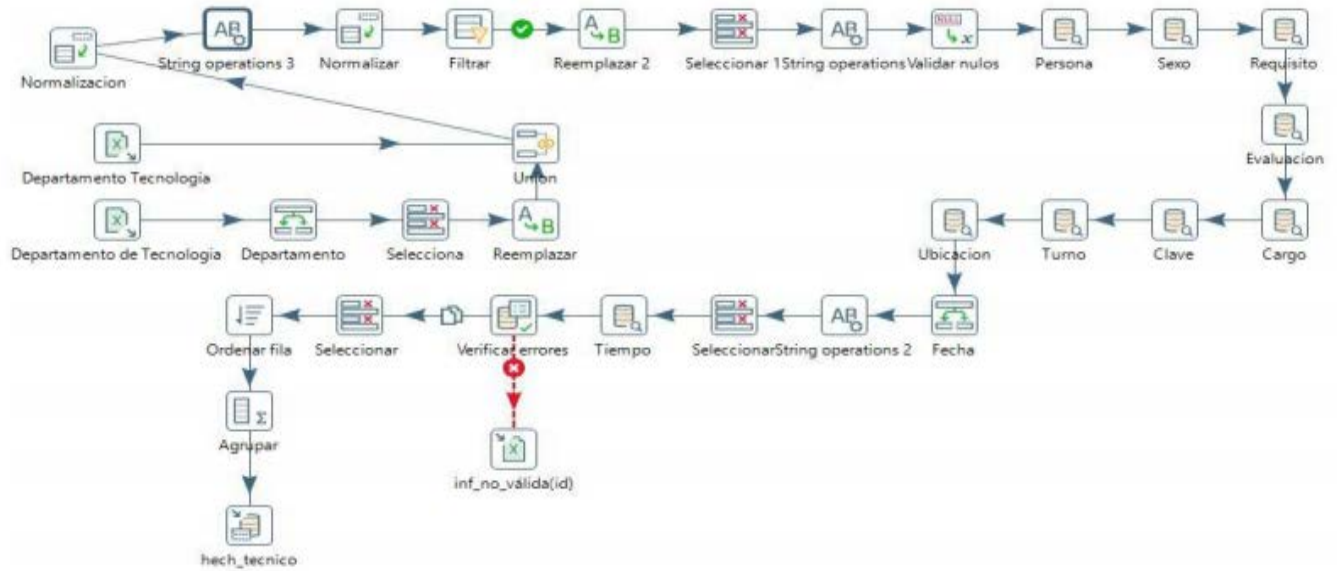 Normalizacion
String operations 3
Normalizar
Filtrar
Reemplazar 2
Seleccionar 1
String operations
Validar nulos
Persona
Sexo
Requisito
Departamento Tecnologia
Union
Evaluacion
Departamento de Tecnologia
Departamento
Selecciona
Reemplazar
Ubicacion
Turno
Clave
Cargo
Ordenar fila
Seleccionar
Verificar errores
Tiempo
Seleccionar
String operations 2
Fecha
Agrupar
inf_no_válida(id)
hech_tecnico